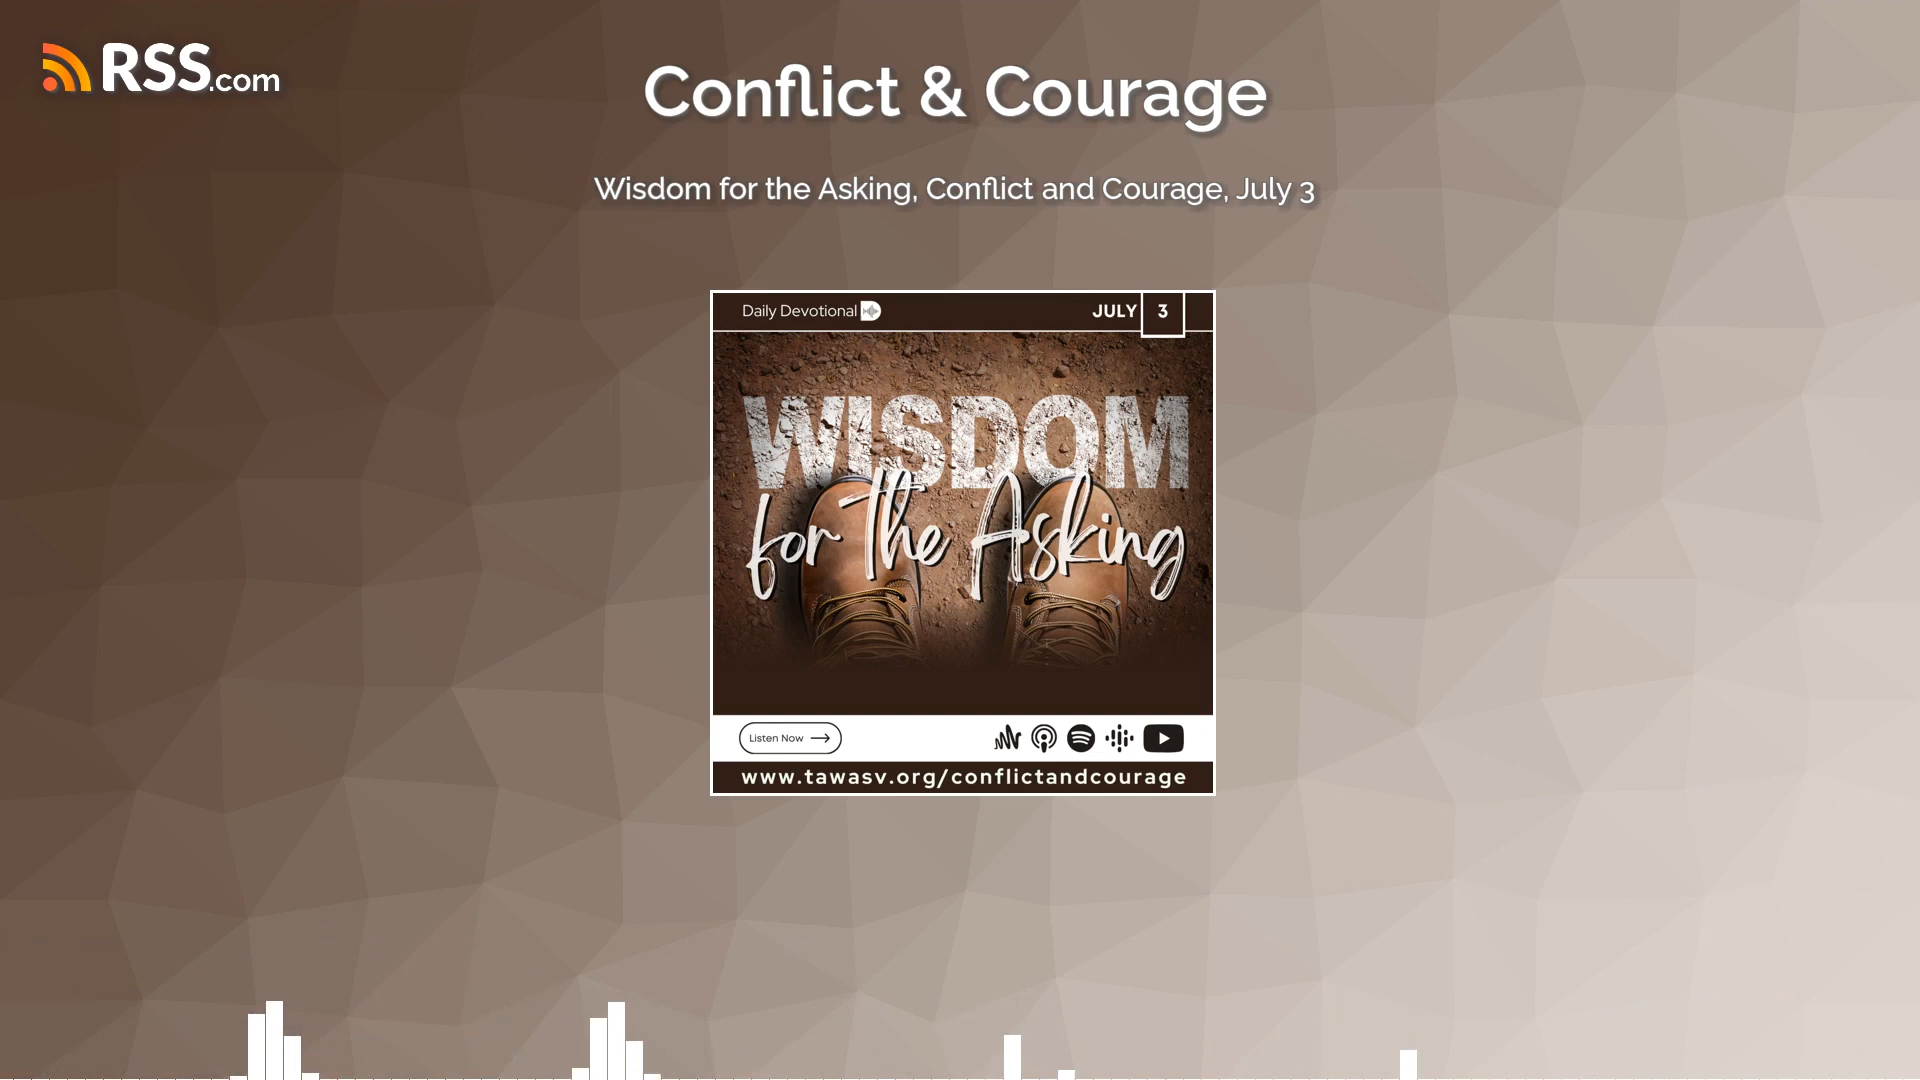 RSS.com
Conflict & Courage
Wisdom for the Asking, Conflict and Courage, July 3
Daily Devotional
JULY 3
WISDOM
for the Asking
Listen Now
www.tawasv.org/conflictandcourage